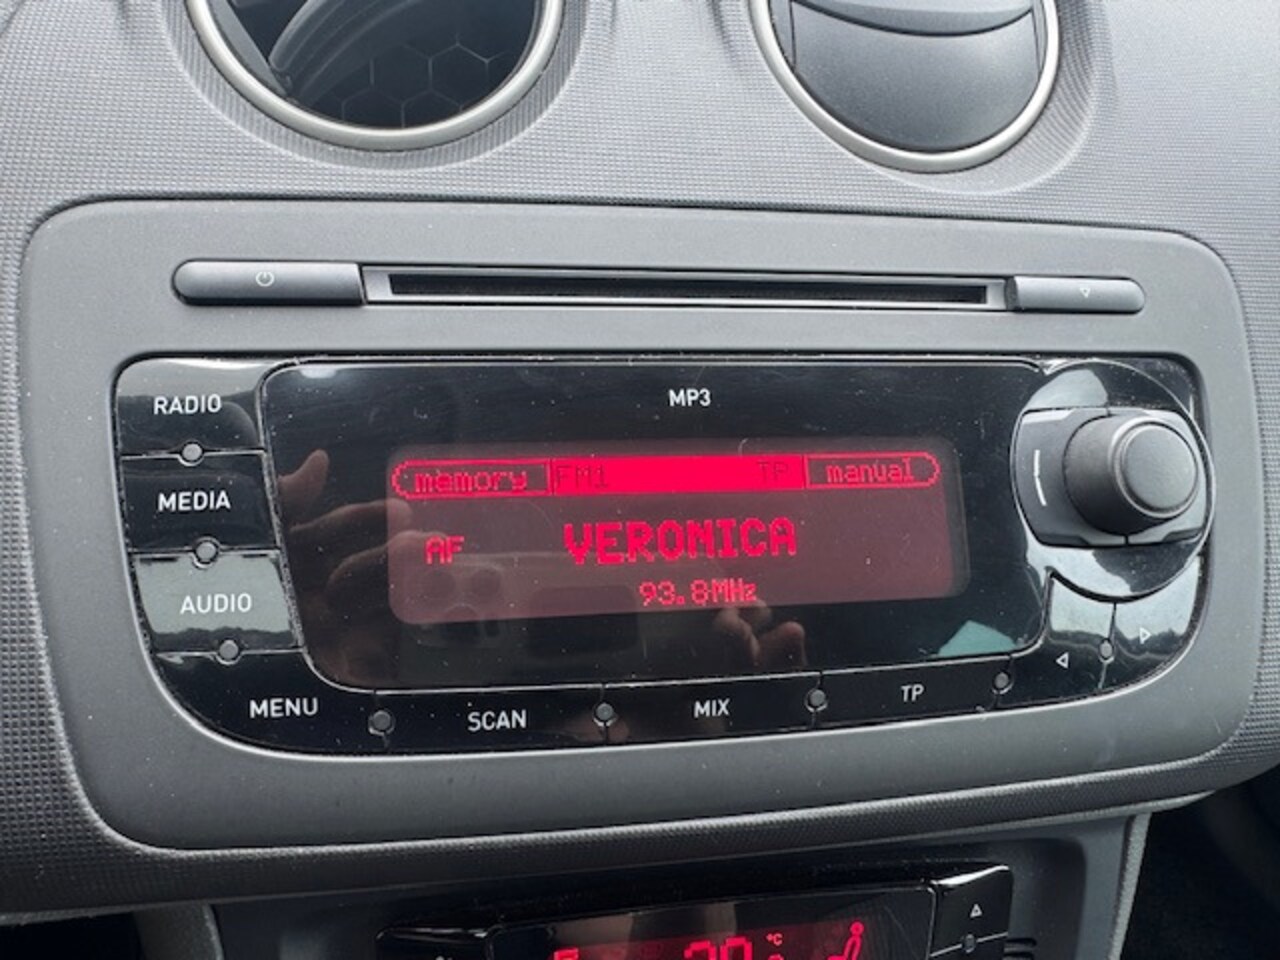 MP3
RADIO
memory FM1 TP manual
MEDIA
AF VERONICA
93.8MHz
AUDIO
MENU SCAN MIX TP
°C